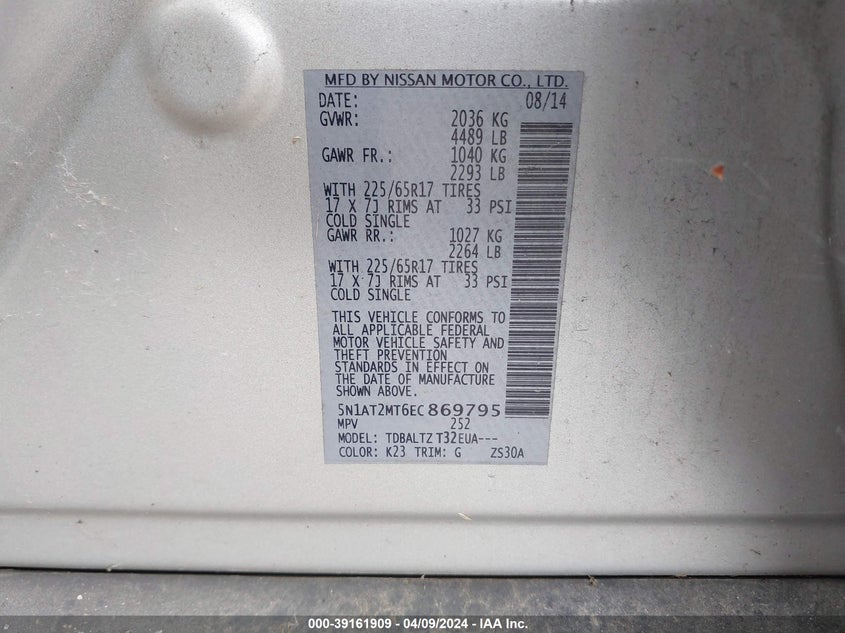 MFD BY NISSAN MOTOR CO., LTD.
DATE: 08/14
GVWR: 2036 KG
4489 LB
GAWR FR.: 1040 KG
2293 LB
WITH 225/65R17 TIRES
17 X 7J RIMS AT 33 PSI
COLD SINGLE
GAWR RR.: 1027 KG
2264 LB
WITH 225/65R17 TIRES
17 X 7J RIMS AT 33 PSI
COLD SINGLE
THIS VEHICLE CONFORMS TO
ALL APPLICABLE FEDERAL
MOTOR VEHICLE SAFETY AND
THEFT PREVENTION
STANDARDS IN EFFECT ON
THE DATE OF MANUFACTURE
SHOWN ABOVE.
5N1AT2MT6EC869795
MPV 252
MODEL: TDBALTZ T32EUA---
COLOR: K23 TRIM: G ZS30A
000-39161909 - 04/09/2024 - IAA Inc.